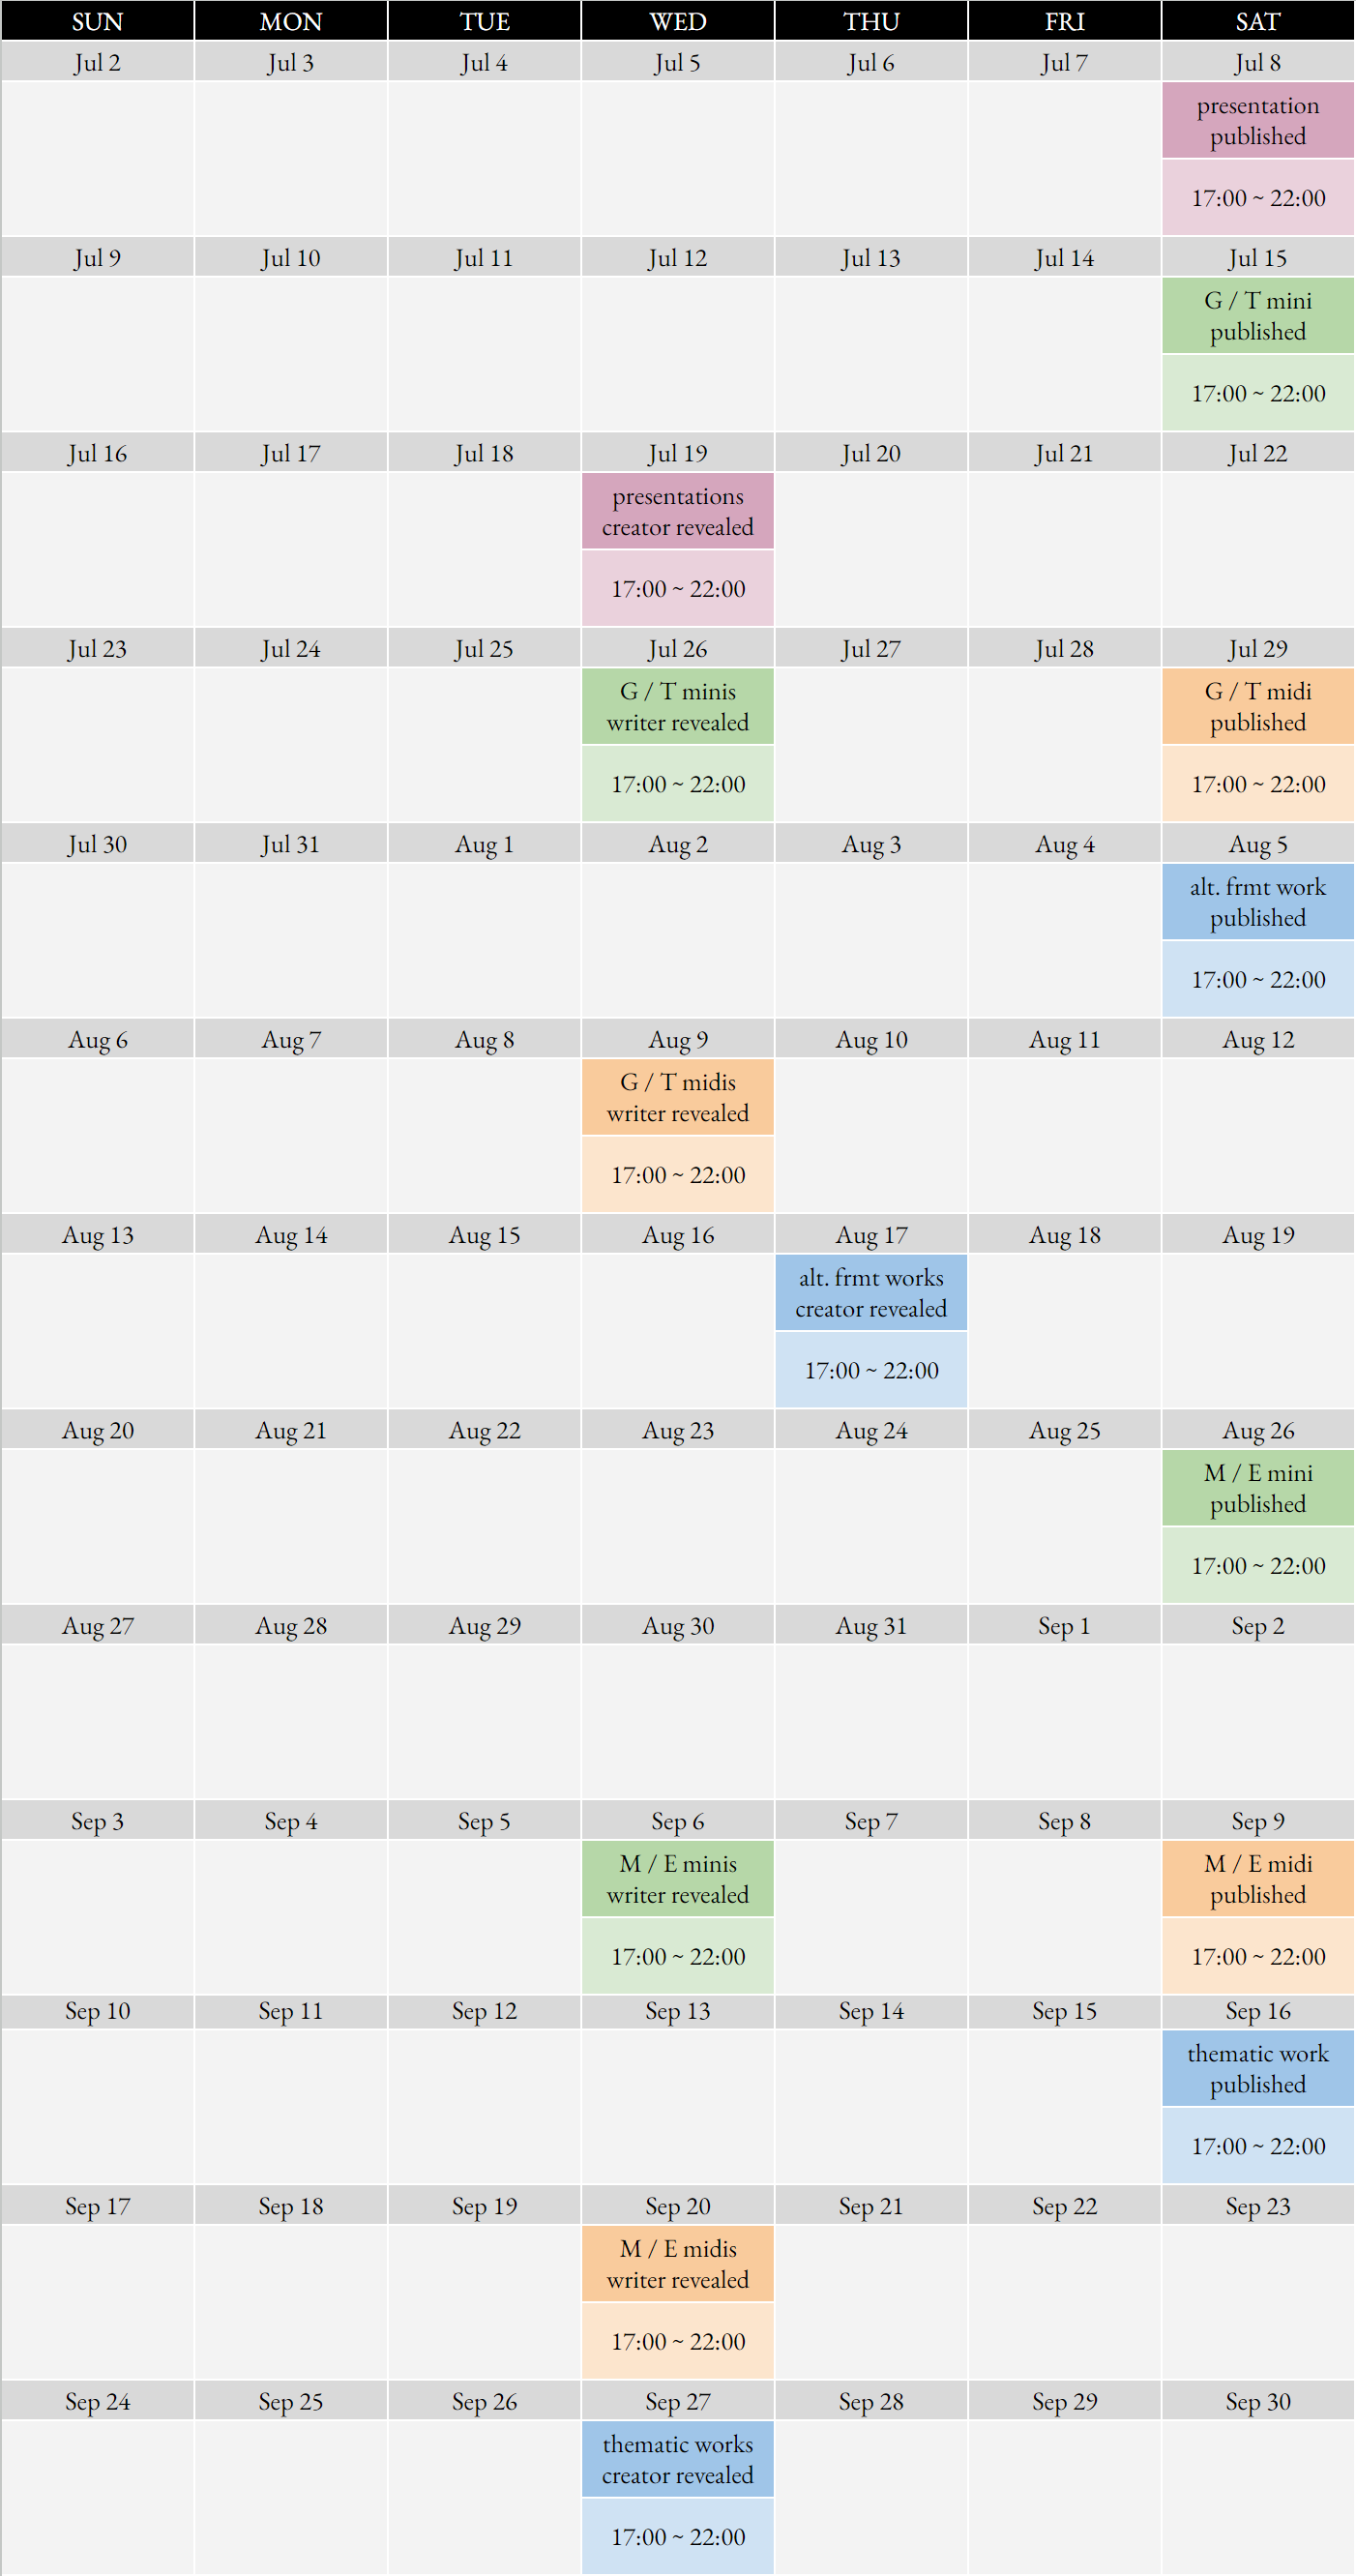 SUN MON TUE WED THU FRI SAT
Jul 2 Jul 3 Jul 4 Jul 5 Jul 6 Jul 7 Jul 8
presentation
published
17:00 ~ 22:00
Jul 9 Jul 10 Jul 11 Jul 12 Jul 13 Jul 14 Jul 15
G / T mini
published
17:00 ~ 22:00
Jul 16 Jul 17 Jul 18 Jul 19 Jul 20 Jul 21 Jul 22
presentations
creator revealed
17:00 ~ 22:00
Jul 23 Jul 24 Jul 25 Jul 26 Jul 27 Jul 28 Jul 29
G / T minis
writer revealed
17:00 ~ 22:00
G / T midi
published
17:00 ~ 22:00
Jul 30 Jul 31 Aug 1 Aug 2 Aug 3 Aug 4 Aug 5
alt. frmt work
published
17:00 ~ 22:00
Aug 6 Aug 7 Aug 8 Aug 9 Aug 10 Aug 11 Aug 12
G / T midis
writer revealed
17:00 ~ 22:00
Aug 13 Aug 14 Aug 15 Aug 16 Aug 17 Aug 18 Aug 19
alt. frmt works
creator revealed
17:00 ~ 22:00
Aug 20 Aug 21 Aug 22 Aug 23 Aug 24 Aug 25 Aug 26
M / E mini
published
17:00 ~ 22:00
Aug 27 Aug 28 Aug 29 Aug 30 Aug 31 Sep 1 Sep 2
Sep 3 Sep 4 Sep 5 Sep 6 Sep 7 Sep 8 Sep 9
M / E minis
writer revealed
17:00 ~ 22:00
M / E midi
published
17:00 ~ 22:00
Sep 10 Sep 11 Sep 12 Sep 13 Sep 14 Sep 15 Sep 16
thematic work
published
17:00 ~ 22:00
Sep 17 Sep 18 Sep 19 Sep 20 Sep 21 Sep 22 Sep 23
M / E midis
writer revealed
17:00 ~ 22:00
Sep 24 Sep 25 Sep 26 Sep 27 Sep 28 Sep 29 Sep 30
thematic works
creator revealed
17:00 ~ 22:00